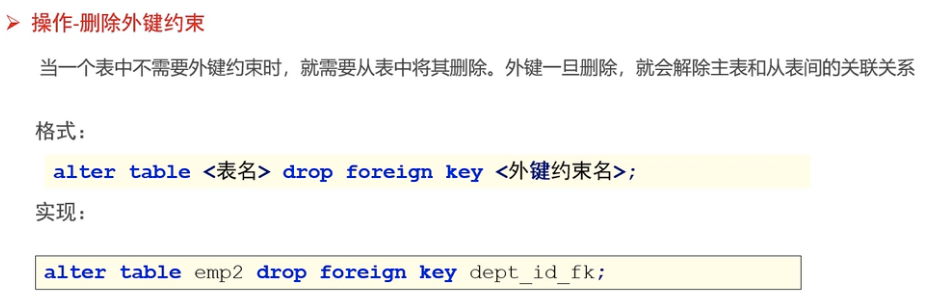 ➢ 操作-删除外键约束
当一个表中不需要外键约束时，就需要从表中将其删除。外键一旦删除，就会解除主表和从表间的关联关系
格式：
alter table <表名> drop foreign key <外键约束名>;
实现：
alter table emp2 drop foreign key dept_id_fk;